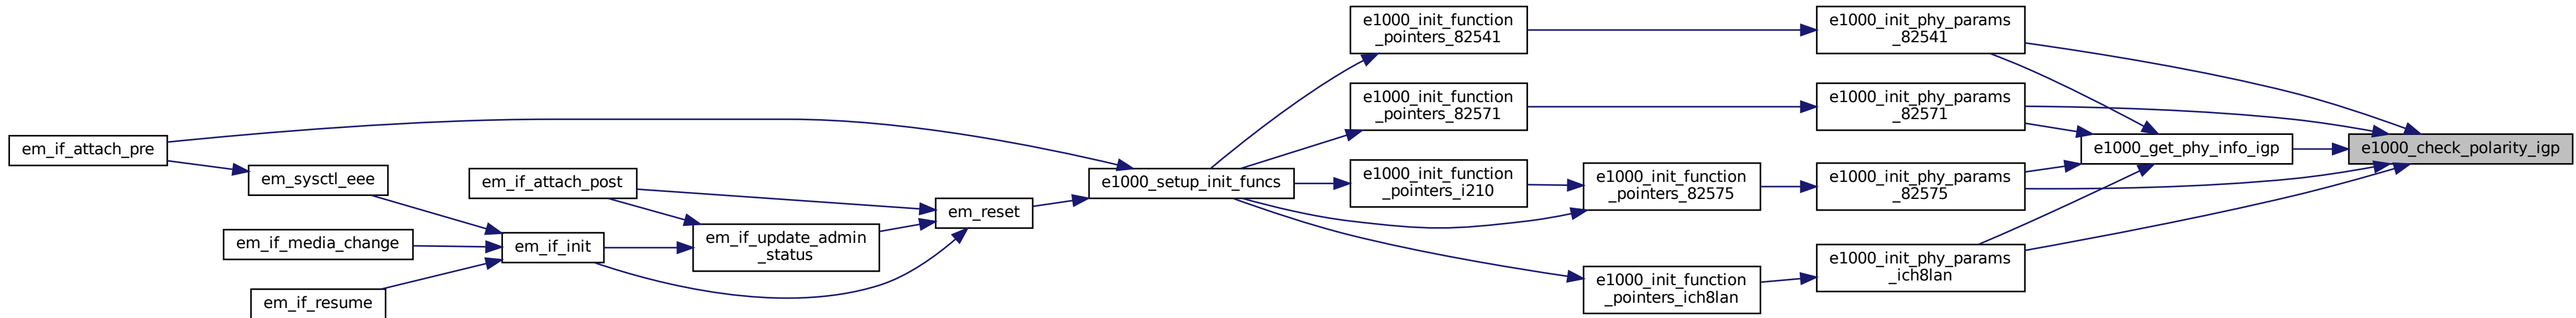 em_if_attach_pre
em_sysctl_eee
em_if_media_change
em_if_resume
em_if_attach_post
em_if_init
em_if_update_admin
_status
em_reset
e1000_setup_init_funcs
e1000_init_function
_pointers_82541
e1000_init_function
_pointers_82571
e1000_init_function
_pointers_i210
e1000_init_function
_pointers_82575
e1000_init_function
_pointers_ich8lan
e1000_init_phy_params
_82541
e1000_init_phy_params
_82571
e1000_init_phy_params
_82575
e1000_init_phy_params
_ich8lan
e1000_get_phy_info_igp
e1000_check_polarity_igp